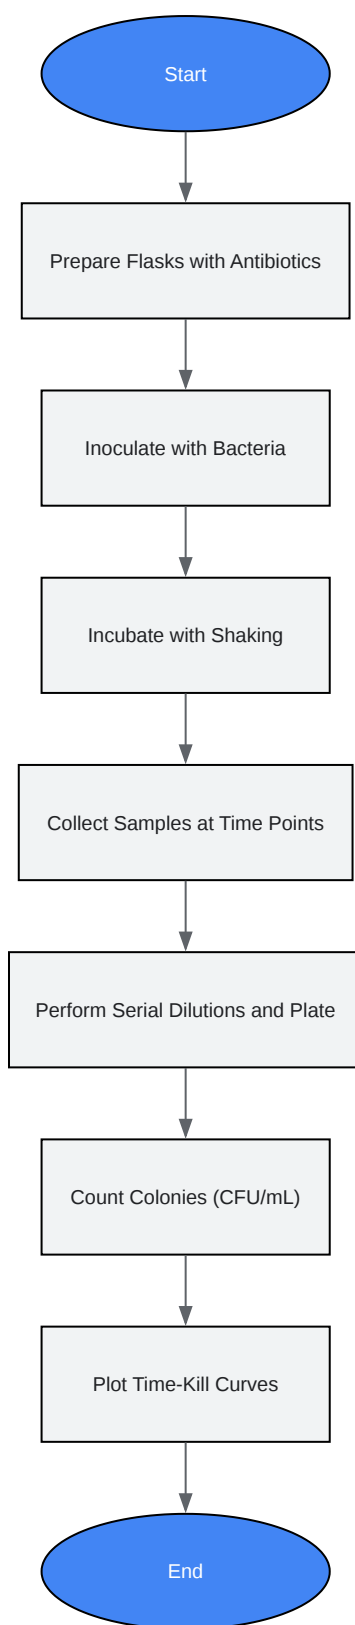 Start
Prepare Flasks with Antibiotics
Inoculate with Bacteria
Incubate with Shaking
Collect Samples at Time Points
Perform Serial Dilutions and Plate
Count Colonies (CFU/mL)
Plot Time-Kill Curves
End